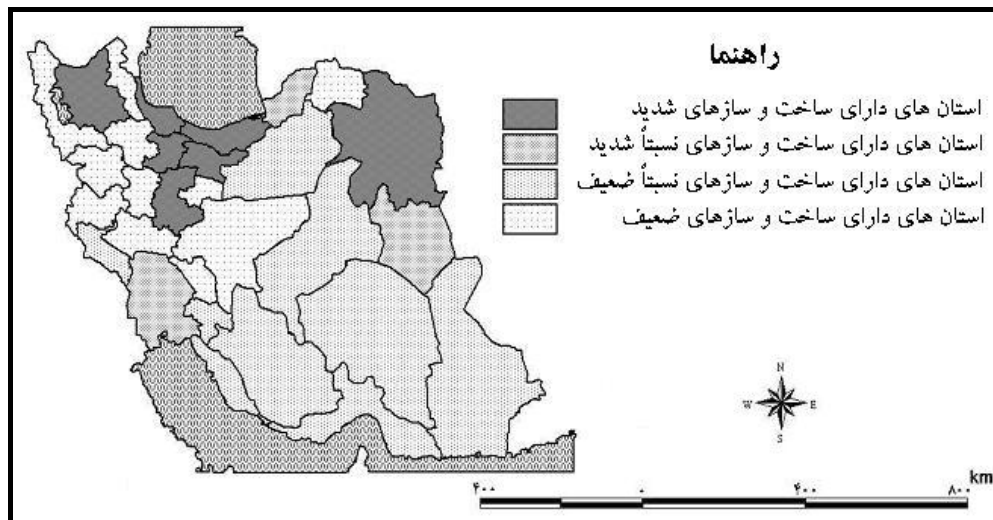 راهنما
استان های دارای ساخت و سازهای شدید
استان های دارای ساخت و سازهای نسبتاً شدید
استان های دارای ساخت و سازهای نسبتاً ضعیف
استان های دارای ساخت و سازهای ضعیف
N
W E
S
km
۴۰۰ ۰ ۴۰۰ ۸۰۰